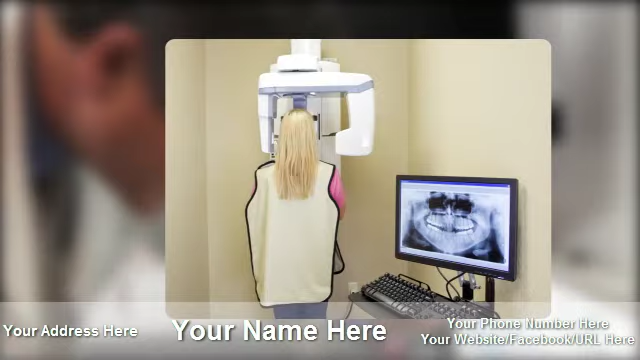 Your Address Here
Your Name Here
Your Phone Number Here
Your Website/Facebook/URL Here